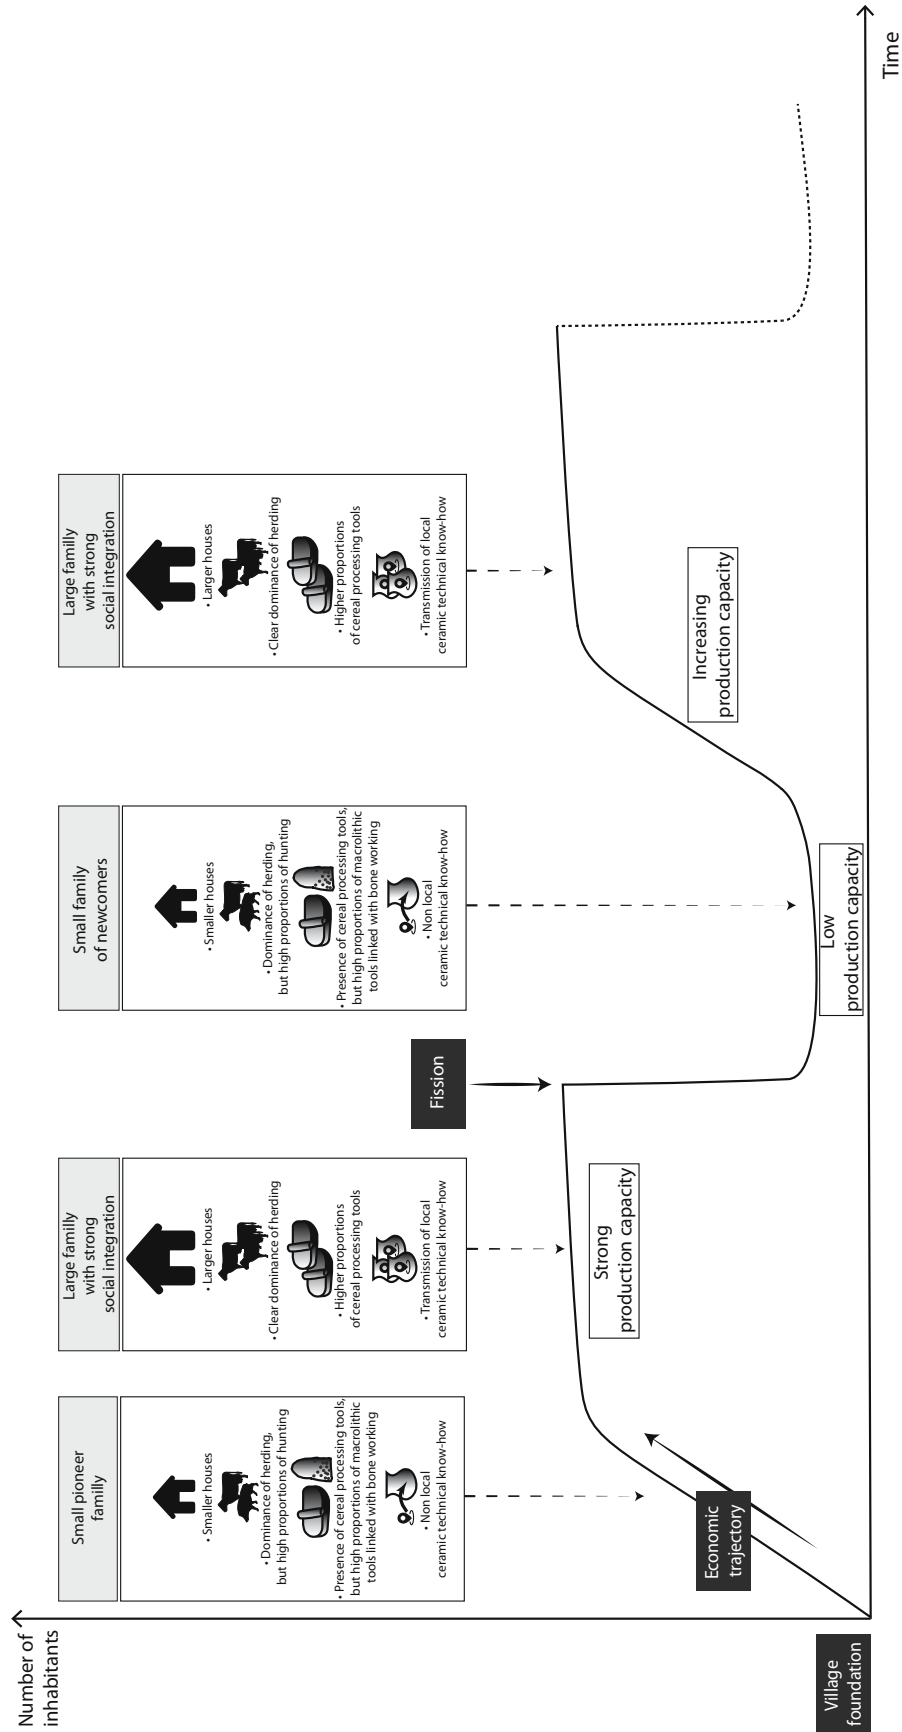 Number of
inhabitants
Small pioneer
familly
• Smaller houses
• Dominance of herding,
but high proportions of hunting
• Presence of cereal processing tools,
but high proportions of macrolithic
tools linked with bone working
• Non local
ceramic technical know-how
Large familly
with strong
social integration
• Larger houses
• Clear dominance of herding
• Higher proportions
of cereal processing tools
• Transmission of local
ceramic technical know-how
Fission
Small family
of newcomers
• Smaller houses
• Dominance of herding,
but high proportions of hunting
• Presence of cereal processing tools,
but high proportions of macrolithic
tools linked with bone working
• Non local
ceramic technical know-how
Large familly
with strong
social integration
• Larger houses
• Clear dominance of herding
• Higher proportions
of cereal processing tools
• Transmission of local
ceramic technical know-how
Economic
trajectory
Strong
production capacity
Low
production capacity
Increasing
production capacity
Village
foundation
Time